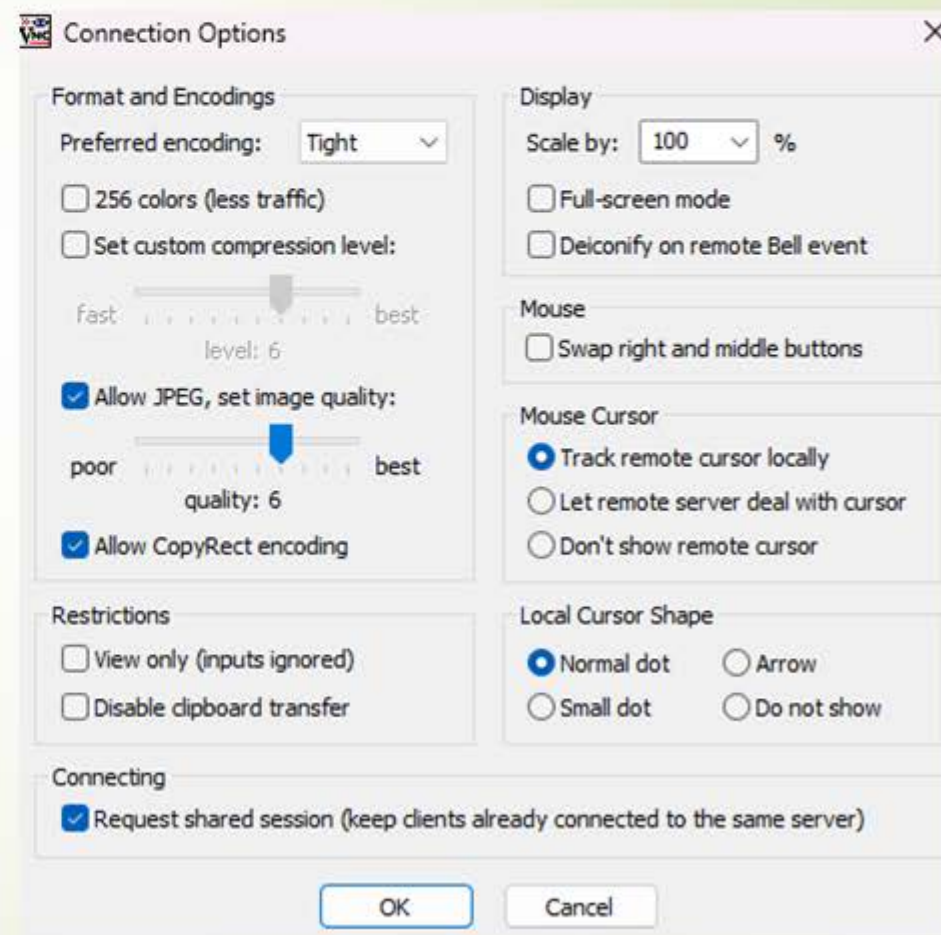 VNC
Connection Options
Format and Encodings
Preferred encoding: Tight
256 colors (less traffic)
Set custom compression level:
fast best
level: 6
Allow JPEG, set image quality:
poor best
quality: 6
Allow CopyRect encoding
Restrictions
View only (inputs ignored)
Disable clipboard transfer
Display
Scale by: 100 %
Full-screen mode
Deiconify on remote Bell event
Mouse
Swap right and middle buttons
Mouse Cursor
Track remote cursor locally
Let remote server deal with cursor
Don't show remote cursor
Local Cursor Shape
Normal dot Arrow
Small dot Do not show
Connecting
Request shared session (keep clients already connected to the same server)
OK Cancel